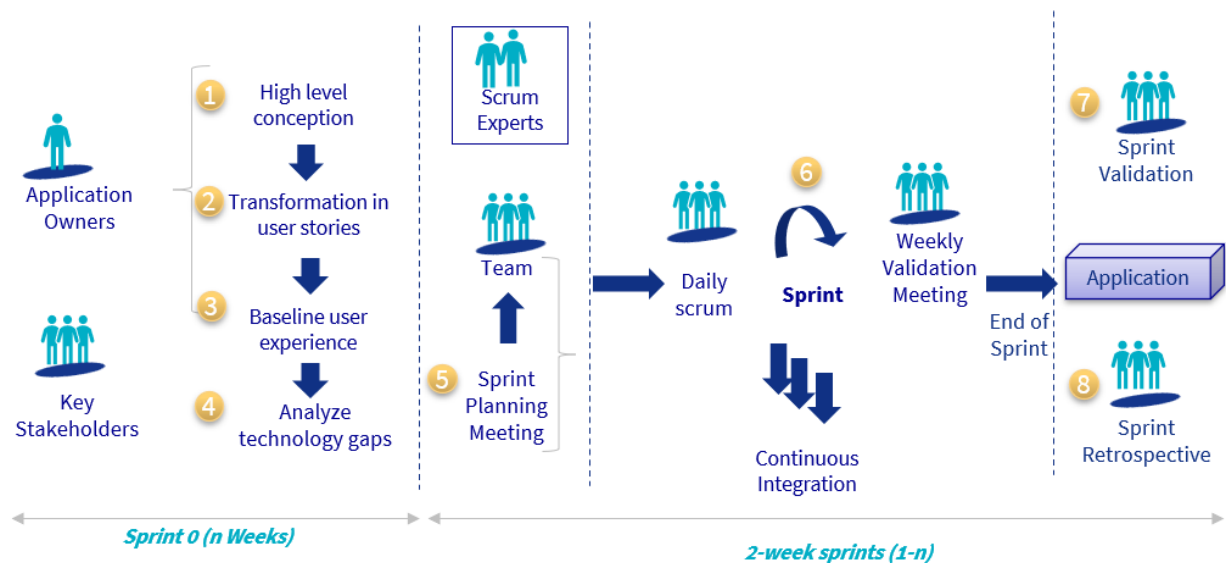 Application
Owners
Key
Stakeholders
1
High level
conception
2
Transformation in
user stories
3
Baseline user
experience
4
Analyze
technology gaps
Scrum
Experts
Team
5
Sprint
Planning
Meeting
Daily
scrum
6
Sprint
Weekly
Validation
Meeting
Continuous
Integration
End of
Sprint
7
Sprint
Validation
Application
8
Sprint
Retrospective
Sprint 0 (n Weeks)
2-week sprints (1-n)